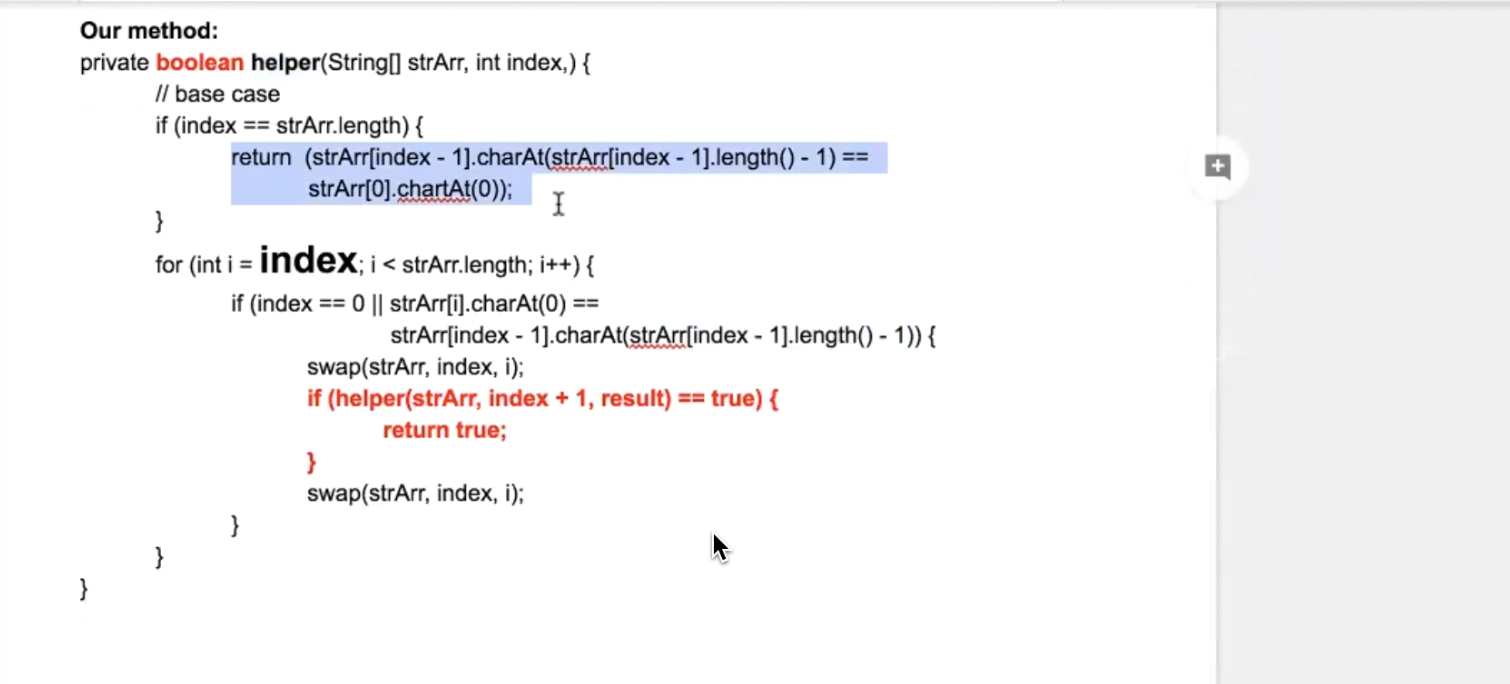 Our method:
private boolean helper(String[] strArr, int index,) {
// base case
if (index == strArr.length) {
return  (strArr[index - 1].charAt(strArr[index - 1].length() - 1) ==
strArr[0].chartAt(0));
}
for (int i = index; i < strArr.length; i++) {
if (index == 0 || strArr[i].charAt(0) ==
strArr[index - 1].charAt(strArr[index - 1].length() - 1)) {
swap(strArr, index, i);
if (helper(strArr, index + 1, result) == true) {
return true;
}
swap(strArr, index, i);
}
}
}